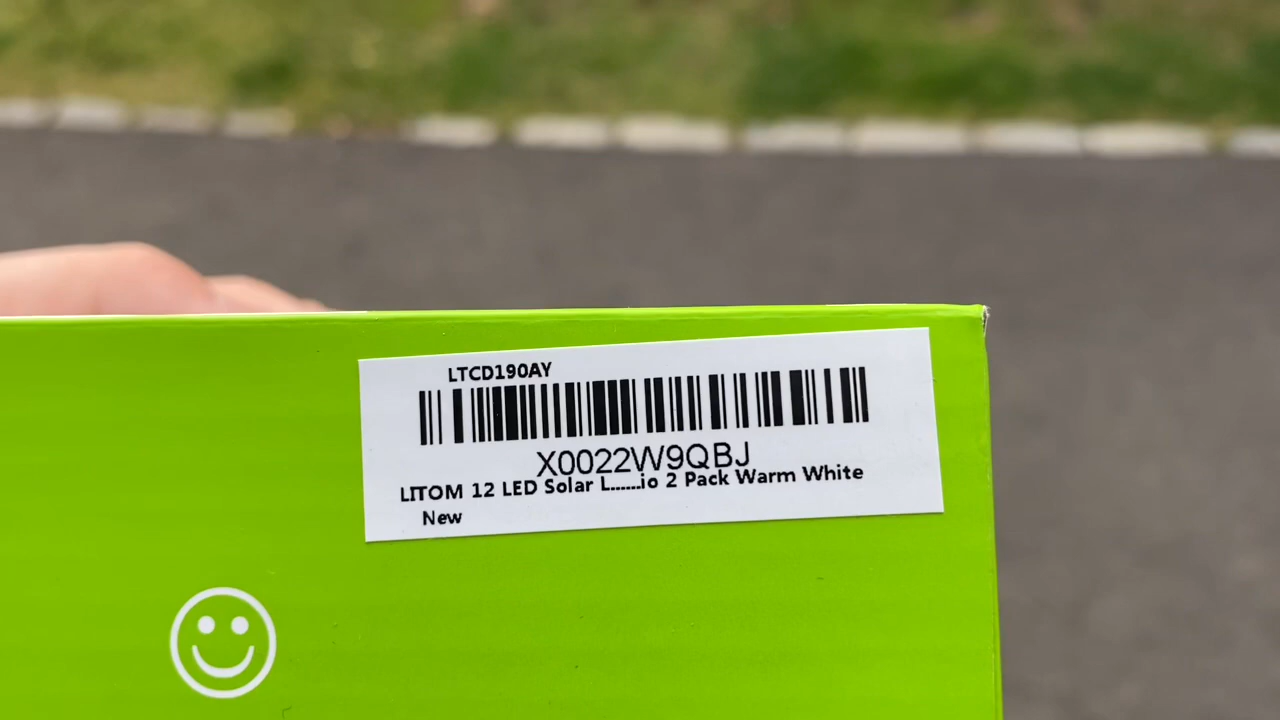 LTCD190AY
X0022W9QBJ
LITOM 12 LED Solar L......io 2 Pack Warm White
New